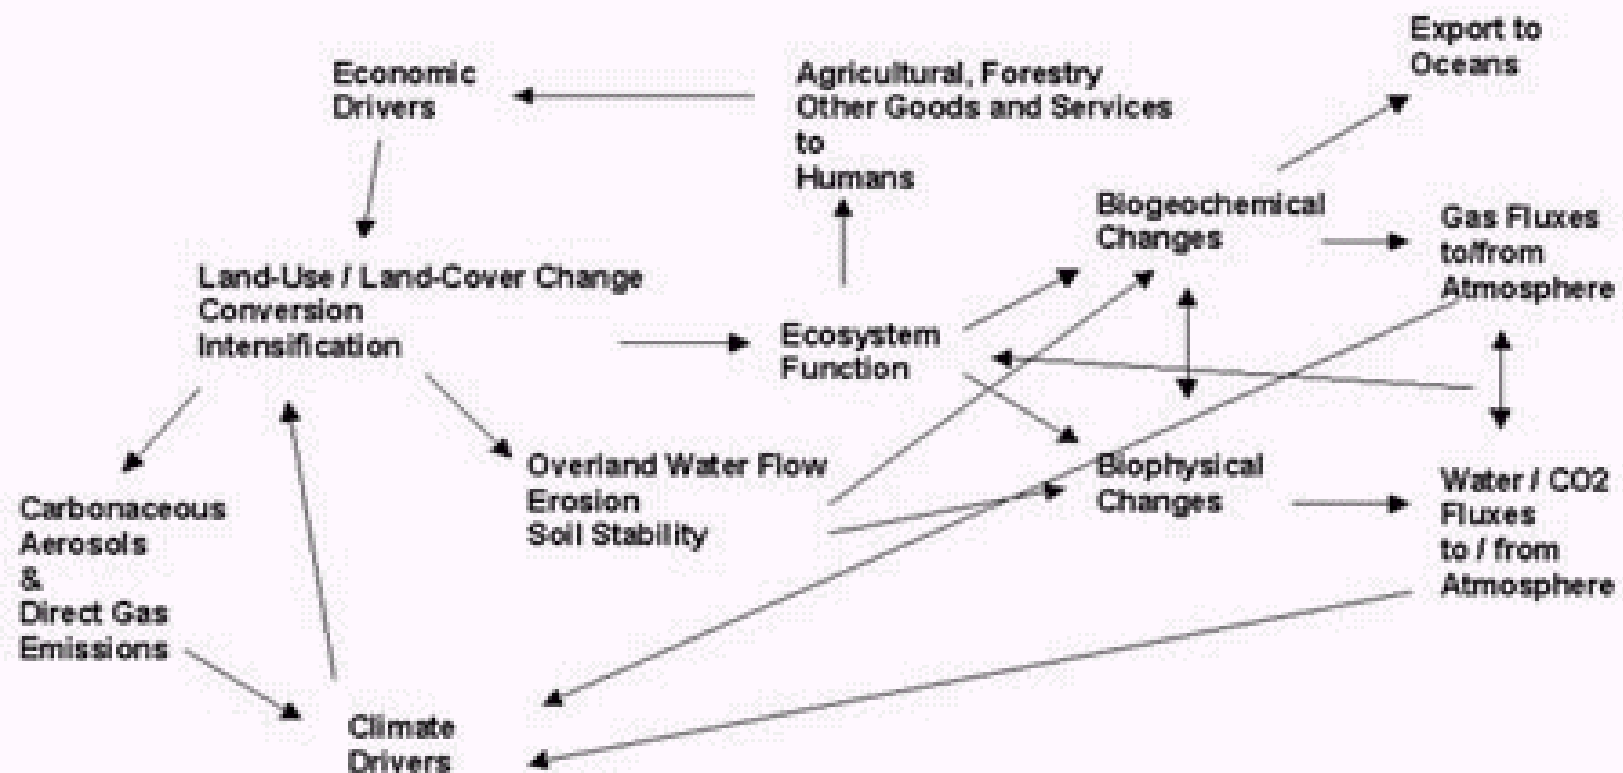 Economic
Drivers
Agricultural, Forestry
Other Goods and Services
to
Humans
Export to
Oceans
Biogeochemical
Changes
Gas Fluxes
to/from
Atmosphere
Land-Use / Land-Cover Change
Conversion
Intensification
Ecosystem
Function
Overland Water Flow
Erosion
Soil Stability
Biophysical
Changes
Water / CO2
Fluxes
to / from
Atmosphere
Carbonaceous
Aerosols
&
Direct Gas
Emissions
Climate
Drivers